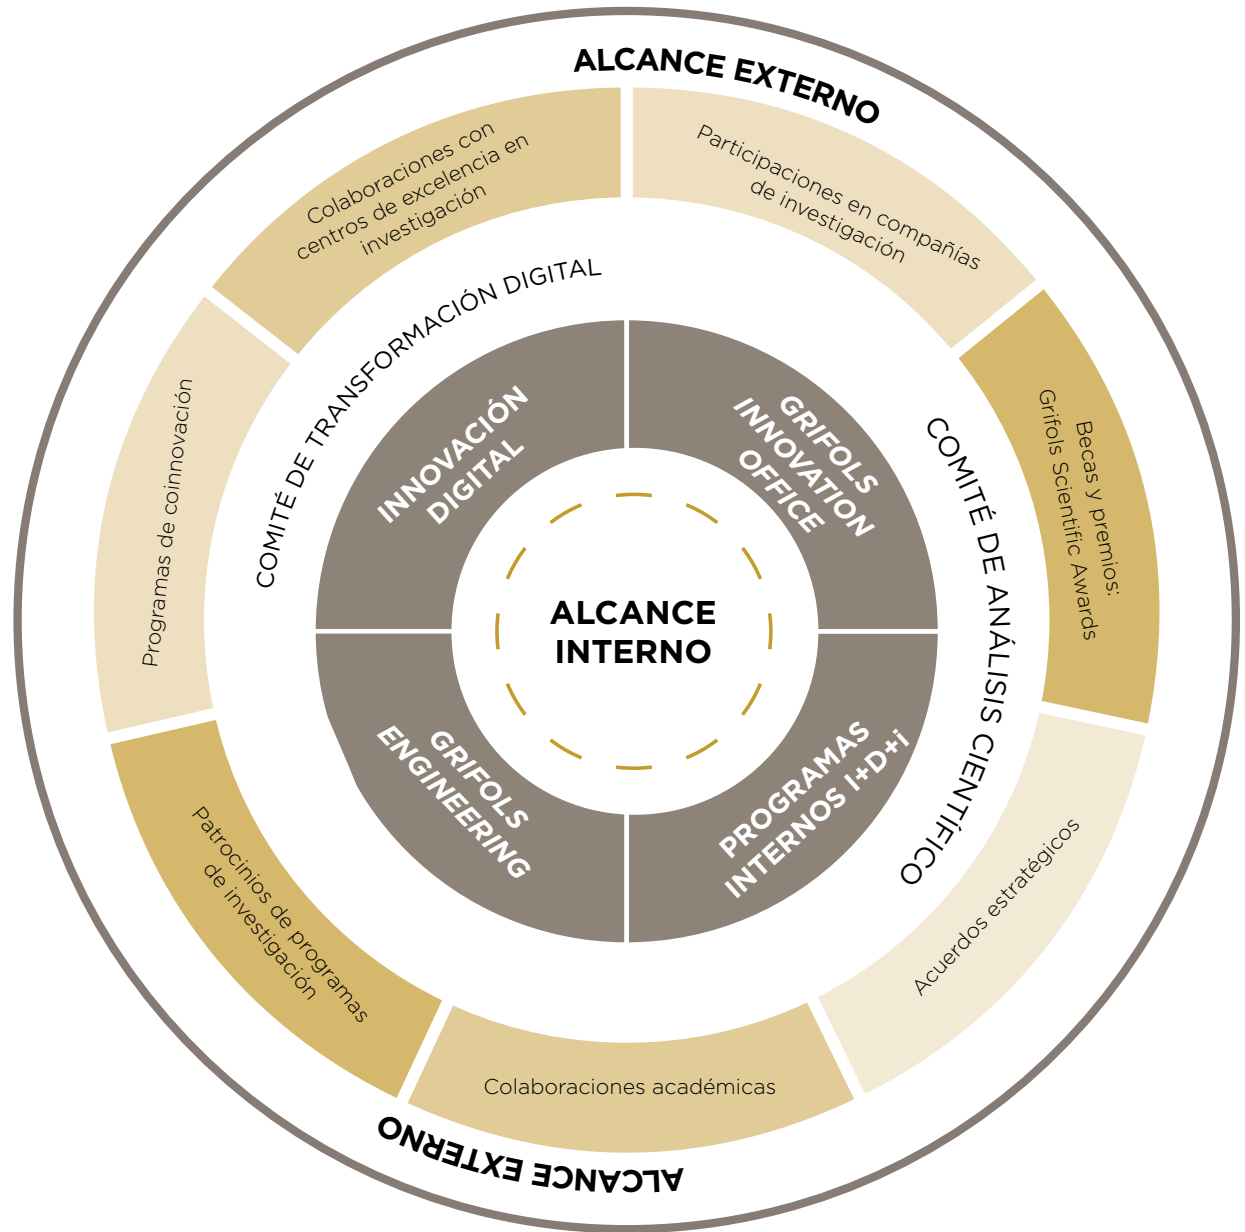 ALCANCE EXTERNO
Colaboraciones con
centros de excelencia en
investigación
Participaciones en compañías
de investigación
Becas y premios:
Grifols Scientific Awards
Acuerdos estratégicos
Colaboraciones académicas
Patrocinios de programas
de investigación
Programas de coinnovación
COMITÉ DE TRANSFORMACIÓN DIGITAL
COMITÉ DE ANÁLISIS CIENTÍFICO
INNOVACIÓN
DIGITAL
GRIFOLS
INNOVATION
OFFICE
PROGRAMAS
INTERNOS I+D+i
GRIFOLS
ENGINEERING
ALCANCE
INTERNO
ALCANCE EXTERNO